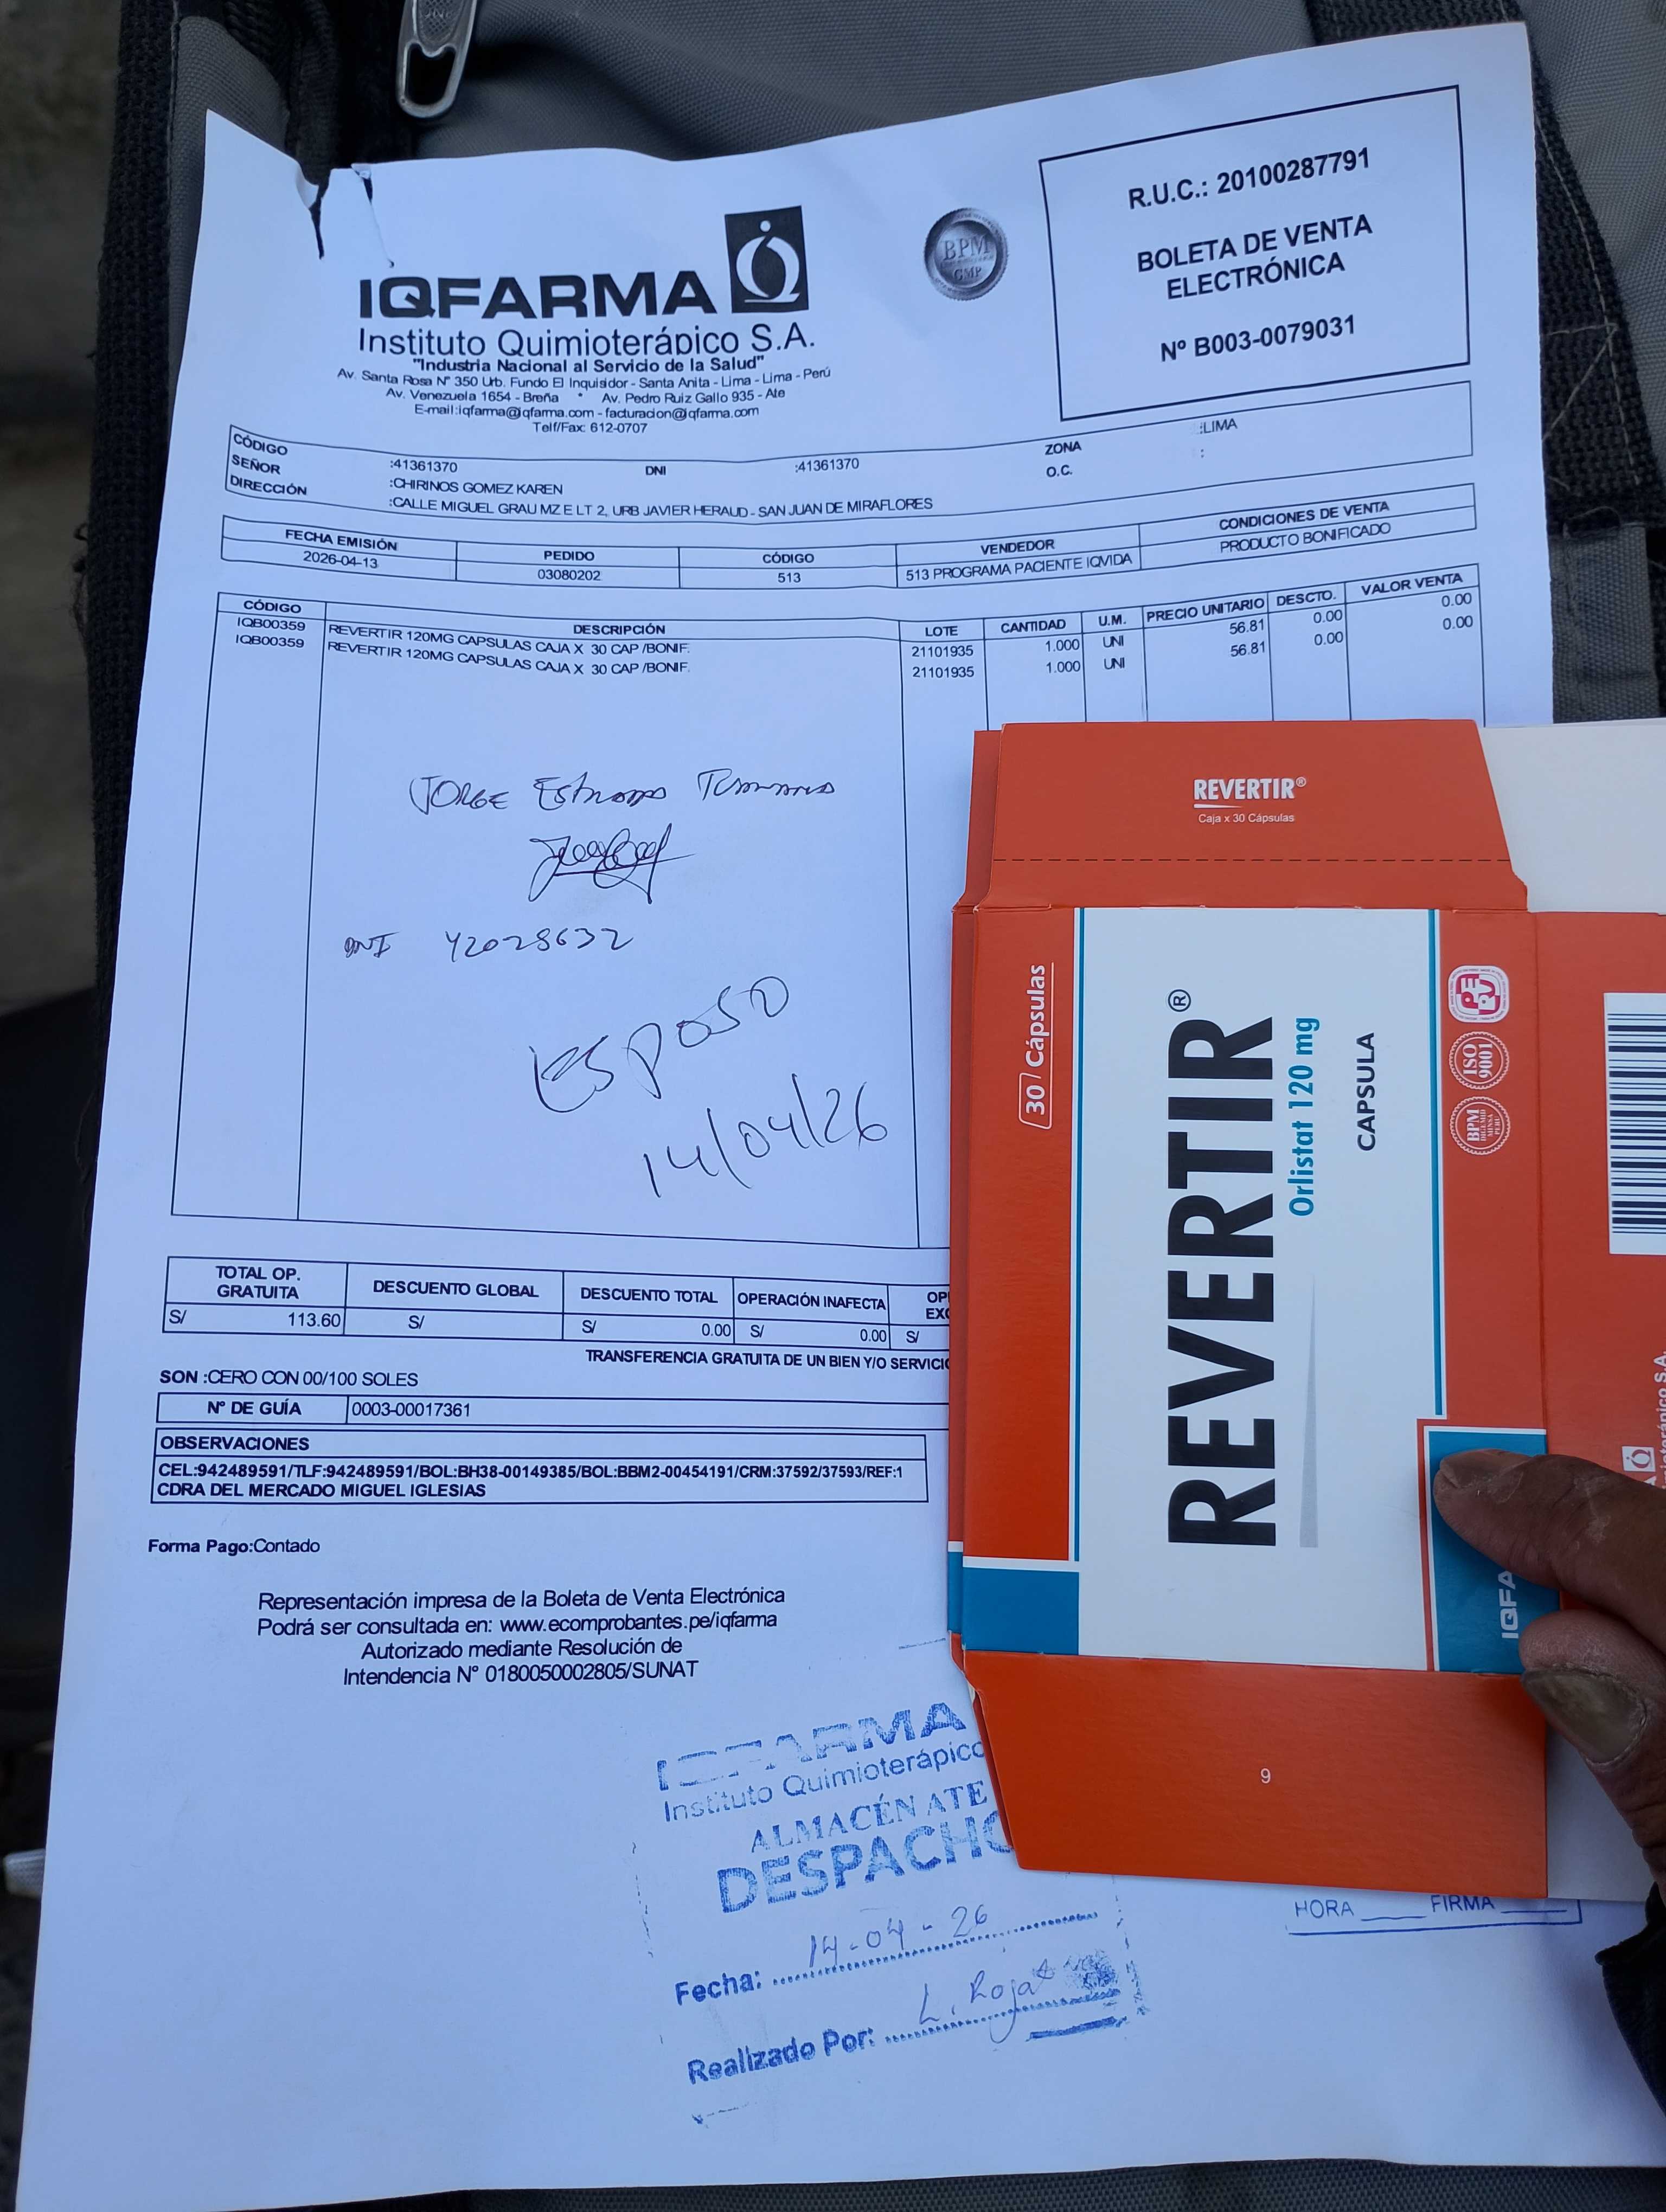 R.U.C.: 20100287791
BOLETA DE VENTA
ELECTRÓNICA
Nº B003-0079031
BPM
GMP
IQFARMA
Instituto Quimioterápico S.A.
"Industria Nacional al Servicio de la Salud"
Av. Santa Rosa N° 350 Urb. Fundo El Inquisidor - Santa Anita - Lima - Lima - Perú
Av. Venezuela 1654 - Breña * Av. Pedro Ruiz Gallo 935 - Ate
E-mail:iqfarma@iqfarma.com - facturacion@iqfarma.com
Telf/Fax: 612-0707
CÓDIGO :41361370 DNI :41361370 ZONA :LIMA
SEÑOR :CHIRINOS GOMEZ KAREN O.C. :
DIRECCIÓN :CALLE MIGUEL GRAU MZ E LT 2, URB JAVIER HERAUD - SAN JUAN DE MIRAFLORES
FECHA EMISIÓN PEDIDO CÓDIGO VENDEDOR CONDICIONES DE VENTA
2026-04-13 03080202 513 513 PROGRAMA PACIENTE IQVIDA PRODUCTO BONIFICADO
CÓDIGO DESCRIPCIÓN LOTE CANTIDAD U.M. PRECIO UNITARIO DESCTO. VALOR VENTA
IQB00359 REVERTIR 120MG CAPSULAS CAJA X 30 CAP /BONIF. 21101935 1.000 UNI 56.81 0.00 0.00
IQB00359 REVERTIR 120MG CAPSULAS CAJA X 30 CAP /BONIF. 21101935 1.000 UNI 56.81 0.00 0.00
JORGE
DNI 42028632
ESPOSO
14/04/26
TOTAL OP. GRATUITA DESCUENTO GLOBAL DESCUENTO TOTAL OPERACIÓN INAFECTA
S/ 113.60 S/ S/ 0.00 S/ 0.00 S/
TRANSFERENCIA GRATUITA DE UN BIEN Y/O SERVICIO
SON :CERO CON 00/100 SOLES
Nº DE GUÍA 0003-00017361
OBSERVACIONES
CEL:942489591/TLF:942489591/BOL:BH38-00149385/BOL:BBM2-00454191/CRM:37592/37593/REF:1
CDRA DEL MERCADO MIGUEL IGLESIAS
Forma Pago:Contado
Representación impresa de la Boleta de Venta Electrónica
Podrá ser consultada en: www.ecomprobantes.pe/iqfarma
Autorizado mediante Resolución de
Intendencia N° 0180050002805/SUNAT
IQFARMA
Instituto Quimioterápico
ALMACÉN ATE
DESPACHO
Fecha: 14-04-26
Realizado Por: L. Rojas
HORA FIRMA
REVERTIR®
Caja x 30 Cápsulas
30 Cápsulas
REVERTIR®
Orlistat 120 mg
CAPSULA
PERU
ISO 9001
BPM
IQFA
9